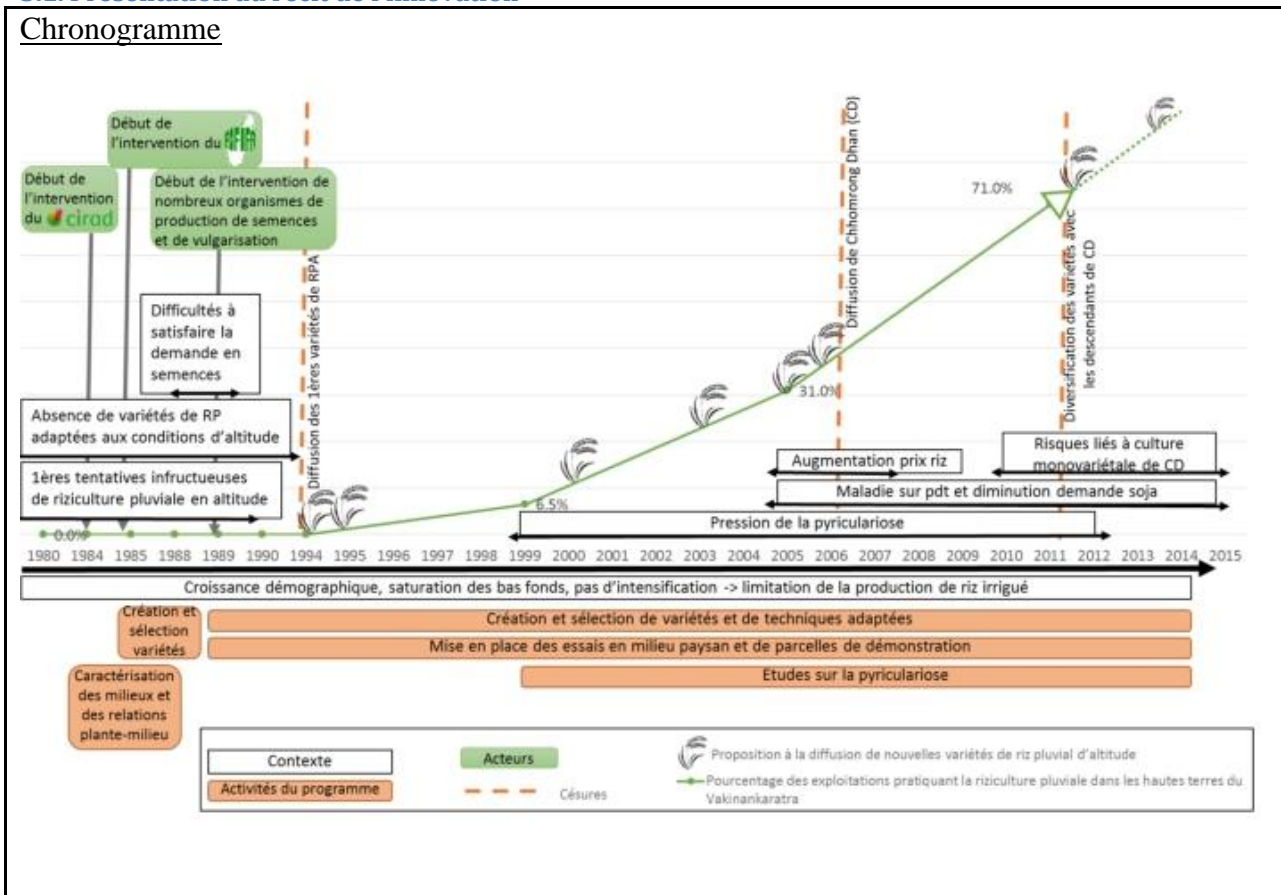 Chronogramme
Début de
l'intervention du FOFIFA
Début de
l'intervention
du cirad
Début de l'intervention de
nombreux organismes de
production de semences
et de vulgarisation
Difficultés à
satisfaire la
demande en
semences
Absence de variétés de RP
adaptées aux conditions d'altitude
1ères tentatives infructueuses
de riziculture pluviale en altitude
Diffusion des 1ères variétés de RPA
Diffusion de Chhomrong Dhan (CD)
Diversification des variétés avec
les descendants de CD
71.0%
31.0%
6.5%
0.0%
Augmentation prix riz
Risques liés à culture
monovariétale de CD
Maladie sur pdt et diminution demande soja
Pression de la pyriculariose
1980 1984 1985 1988 1989 1990 1994 1995 1996 1997 1998 1999 2000 2001 2002 2003 2004 2005 2006 2007 2008 2009 2010 2011 2012 2013 2014 2015
Croissance démographique, saturation des bas fonds, pas d'intensification -> limitation de la production de riz irrigué
Création et
sélection
variétés
Création et sélection de variétés et de techniques adaptées
Mise en place des essais en milieu paysan et de parcelles de démonstration
Etudes sur la pyriculariose
Caractérisation
des milieux et
des relations
plante-milieu
Contexte
Activités du programme
Acteurs
Césures
Proposition à la diffusion de nouvelles variétés de riz pluvial d'altitude
Pourcentage des exploitations pratiquant la riziculture pluviale dans les hautes terres du
Vakinankaratra